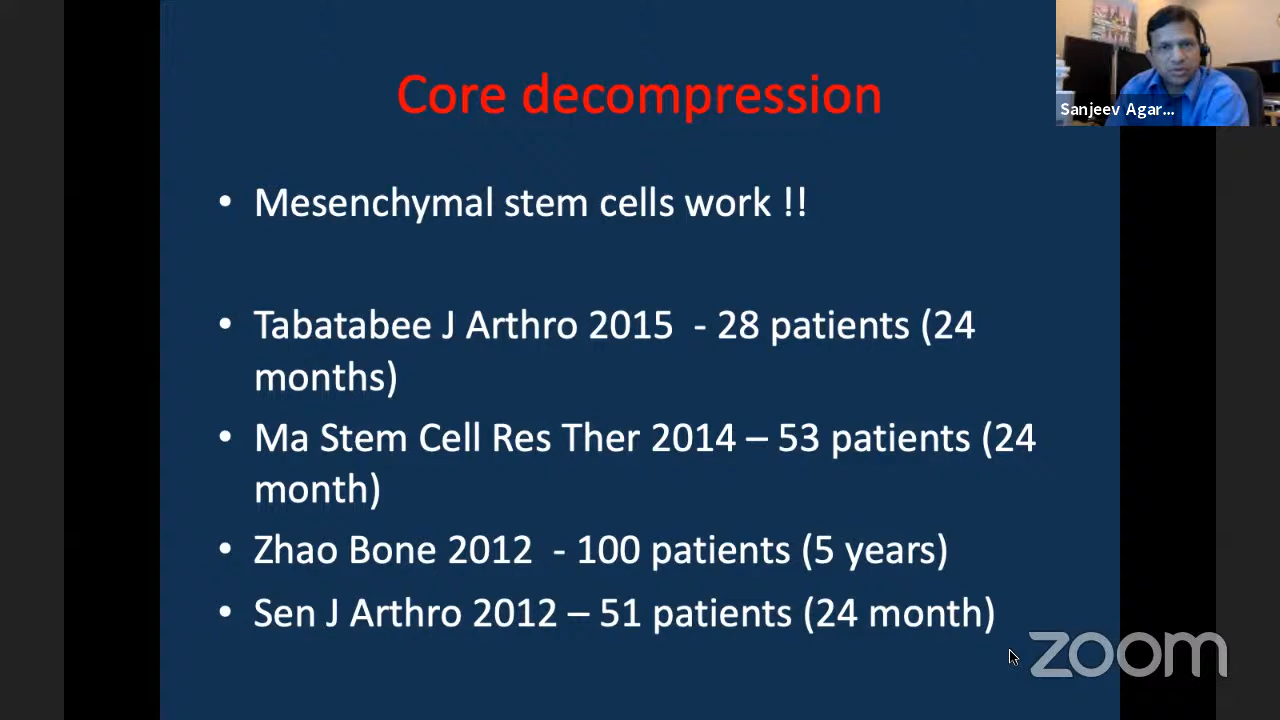 Core decompression
Sanjeev Agar...
• Mesenchymal stem cells work !!
• Tabatabee J Arthro 2015 - 28 patients (24
months)
• Ma Stem Cell Res Ther 2014 – 53 patients (24
month)
• Zhao Bone 2012 - 100 patients (5 years)
• Sen J Arthro 2012 – 51 patients (24 month)
zoom